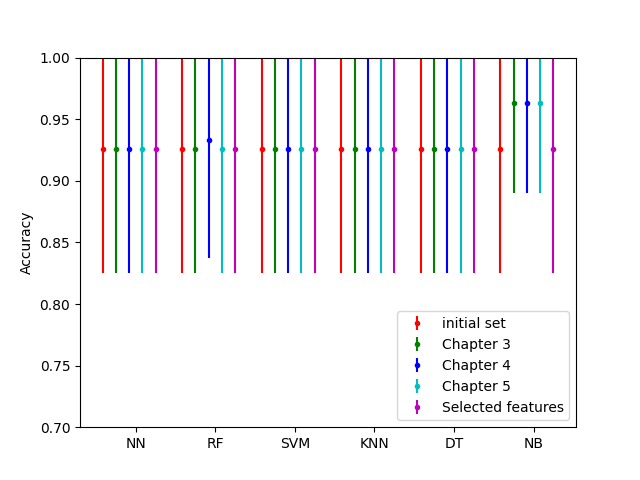 1.00
0.95
0.90
0.85
0.80
0.75
0.70
Accuracy
initial set
Chapter 3
Chapter 4
Chapter 5
Selected features
NN RF SVM KNN DT NB